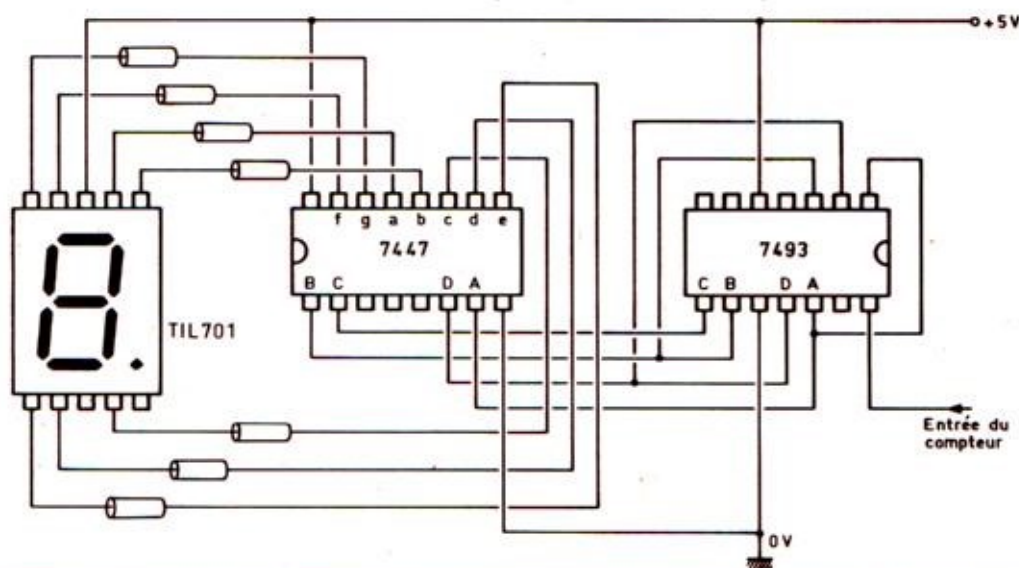 +5V
f g a b c d e
7447
B C D A
7493
C B D A
TIL701
Entrée du
compteur
0V